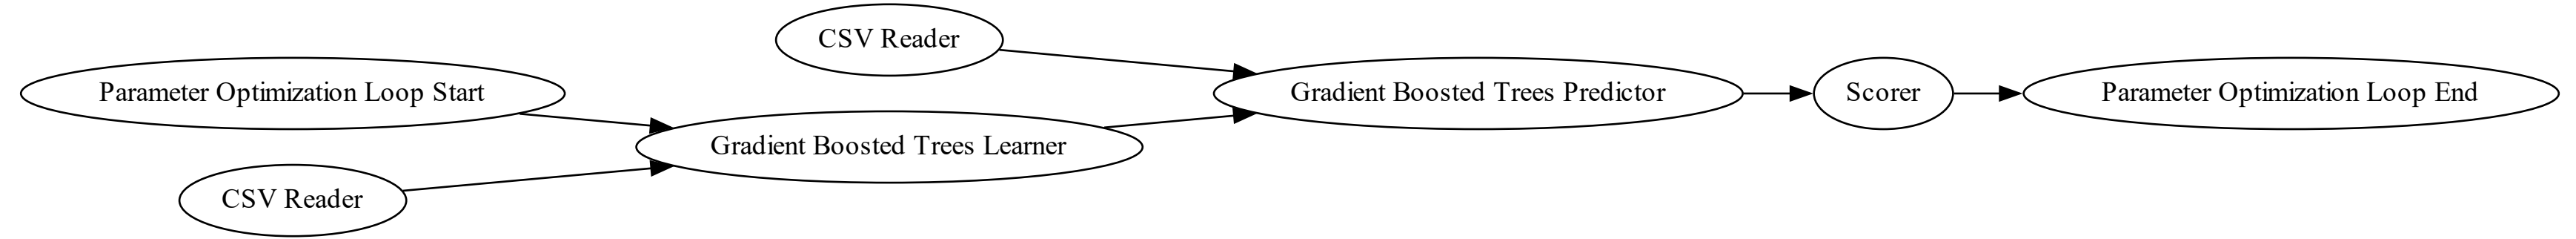 CSV Reader
Parameter Optimization Loop Start
Gradient Boosted Trees Predictor
Scorer
Parameter Optimization Loop End
Gradient Boosted Trees Learner
CSV Reader